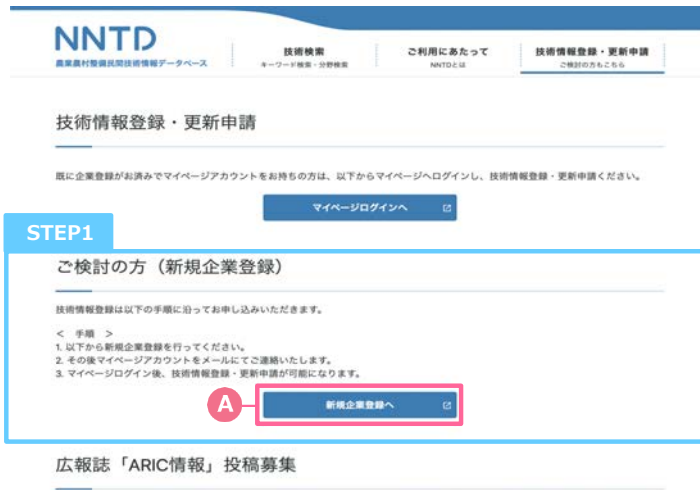 NNTD
農業農村整備民間技術情報データベース
技術検索
キーワード検索・分野検索
ご利用にあたって
NNTDとは
技術情報登録・更新申請
ご検討の方もこちら
技術情報登録・更新申請
既に企業登録がお済みでマイページアカウントをお持ちの方は、以下からマイページへログインし、技術情報登録・更新申請ください。
マイページログインへ
STEP1
ご検討の方（新規企業登録）
技術情報登録は以下の手順に沿ってお申し込みいただきます。
＜ 手順 ＞
1. 以下から新規企業登録を行ってください。
2. その後マイページアカウントをメールにてご連絡いたします。
3. マイページログイン後、技術情報登録・更新申請が可能になります。
A
新規企業登録へ
広報誌「ARIC情報」投稿募集